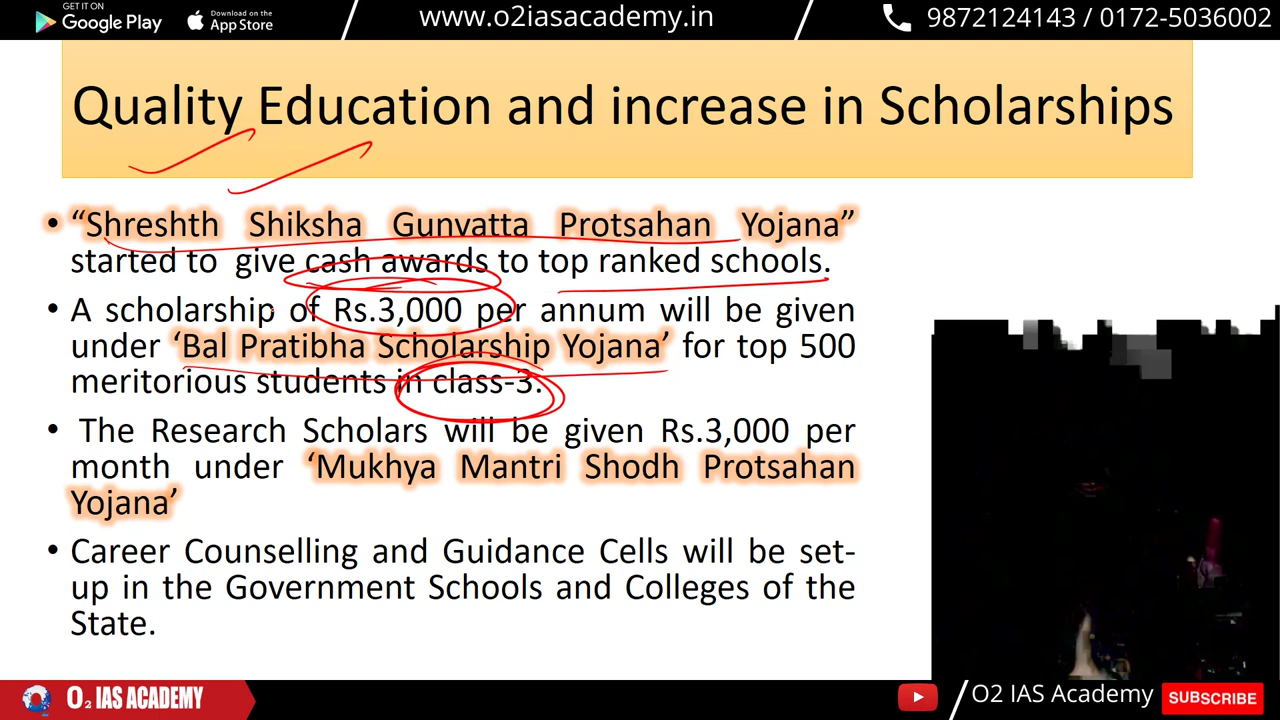 GET IT ON
Google Play
Download on the
App Store
www.o2iasacademy.in
9872124143 / 0172-5036002
Quality Education and increase in Scholarships
• “Shreshth Shiksha Gunvatta Protsahan Yojana”
started to give cash awards to top ranked schools.
• A scholarship of Rs.3,000 per annum will be given
under ‘Bal Pratibha Scholarship Yojana’ for top 500
meritorious students in class-3.
• The Research Scholars will be given Rs.3,000 per
month under ‘Mukhya Mantri Shodh Protsahan
Yojana’
• Career Counselling and Guidance Cells will be set-
up in the Government Schools and Colleges of the
State.
O2 IAS ACADEMY
O2 IAS Academy
SUBSCRIBE